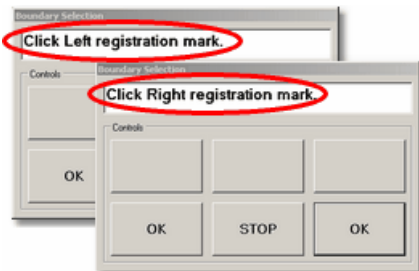 Boundary Selection
Click Left registration mark.
Controls
OK
Boundary Selection
Click Right registration mark.
Controls
OK STOP OK